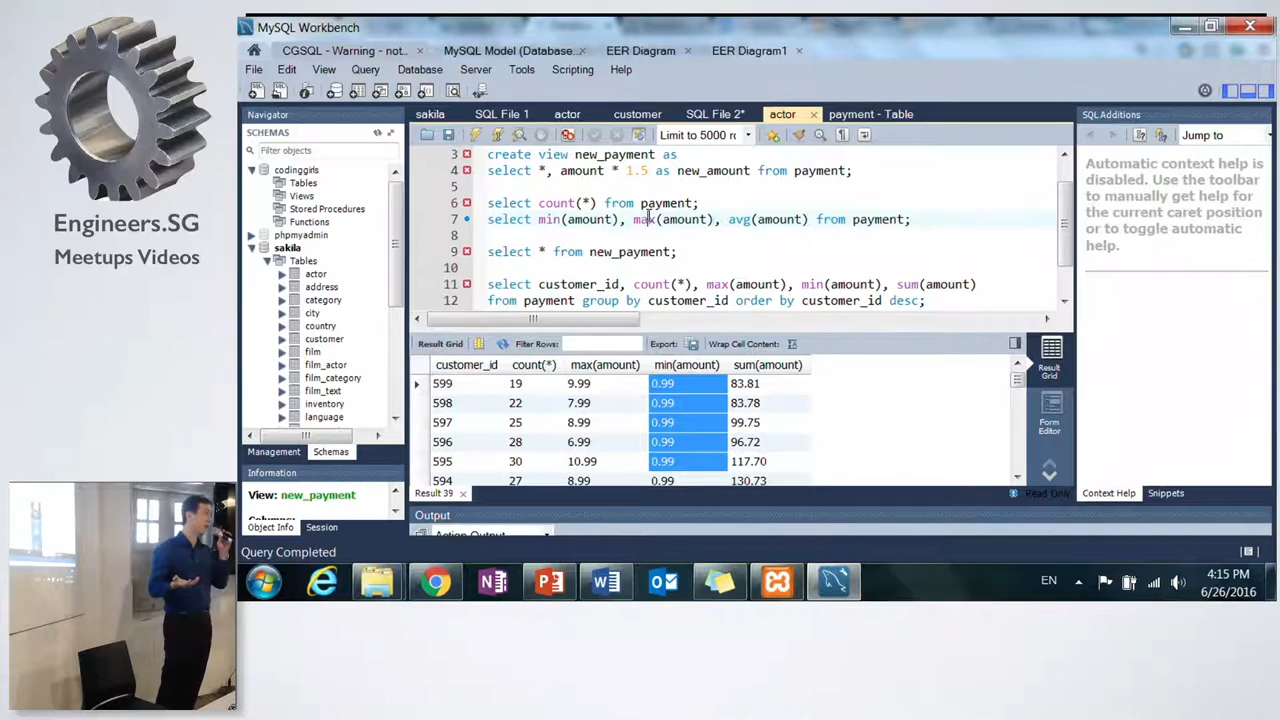 Engineers.SG
Meetups Videos
MySQL Workbench
CGSQL - Warning - not... × MySQL Model (Database... × EER Diagram × EER Diagram1 ×
File Edit View Query Database Server Tools Scripting Help
Navigator
SCHEMAS
Filter objects
codinggirls
Tables
Views
Stored Procedures
Functions
phpmyadmin
sakila
Tables
actor
address
category
city
country
customer
film
film_actor
film_category
film_text
inventory
language
Management Schemas
Information
View: new_payment
Object Info Session
Query Completed
sakila SQL File 1 actor customer SQL File 2* actor × payment - Table
Limit to 5000 ro
3 create view new_payment as
4 select *, amount * 1.5 as new_amount from payment;
5
6 select count(*) from payment;
7 select min(amount), max(amount), avg(amount) from payment;
8
9 select * from new_payment;
10
11 select customer_id, count(*), max(amount), min(amount), sum(amount)
12 from payment group by customer_id order by customer_id desc;
Result Grid Filter Rows: Export: Wrap Cell Content:
customer_id count(*) max(amount) min(amount) sum(amount)
599 19 9.99 0.99 83.81
598 22 7.99 0.99 83.78
597 25 8.99 0.99 99.75
596 28 6.99 0.99 96.72
595 30 10.99 0.99 117.70
594 27 8.99 0.99 130.73
Result 39 ×
Read Only
Output
Action Output
Result
Grid
Form
Editor
SQL Additions
Jump to
Automatic context help is
disabled. Use the toolbar
to manually get help for
the current caret position
or to toggle automatic
help.
Context Help Snippets
EN
4:15 PM
6/26/2016